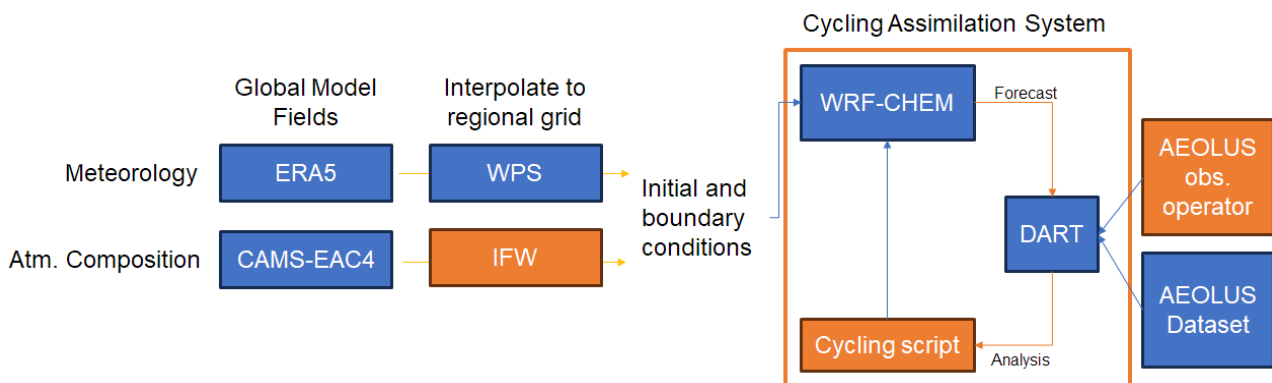 Cycling Assimilation System
Global Model
Fields
Interpolate to
regional grid
WRF-CHEM
Forecast
Meteorology
ERA5
WPS
Initial and
boundary
conditions
AEOLUS
obs.
operator
DART
Atm. Composition
CAMS-EAC4
IFW
AEOLUS
Dataset
Cycling script
Analysis